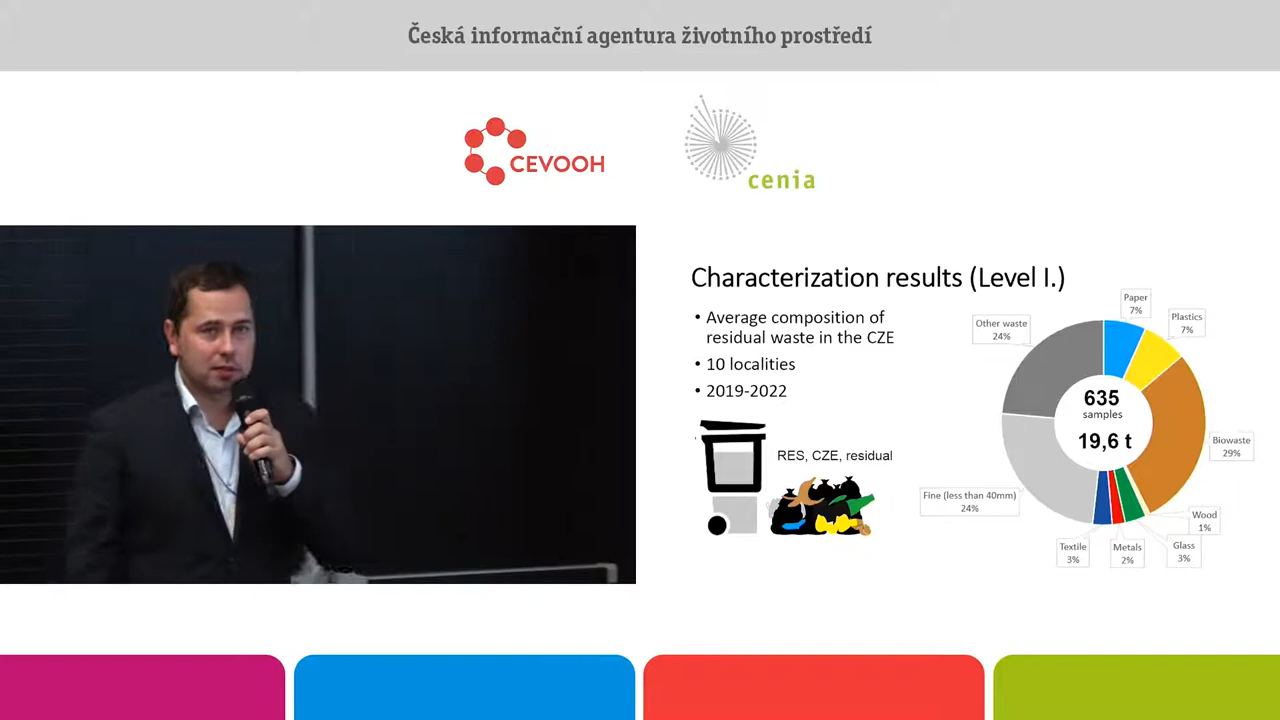 Česká informační agentura životního prostředí
CEVOOH
cenia
Characterization results (Level I.)
• Average composition of
residual waste in the CZE
• 10 localities
• 2019-2022
RES, CZE, residual
Paper
7%
Plastics
7%
Other waste
24%
635
samples
19,6 t
Biowaste
29%
Fine (less than 40mm)
24%
Wood
1%
Textile
3%
Metals
2%
Glass
3%